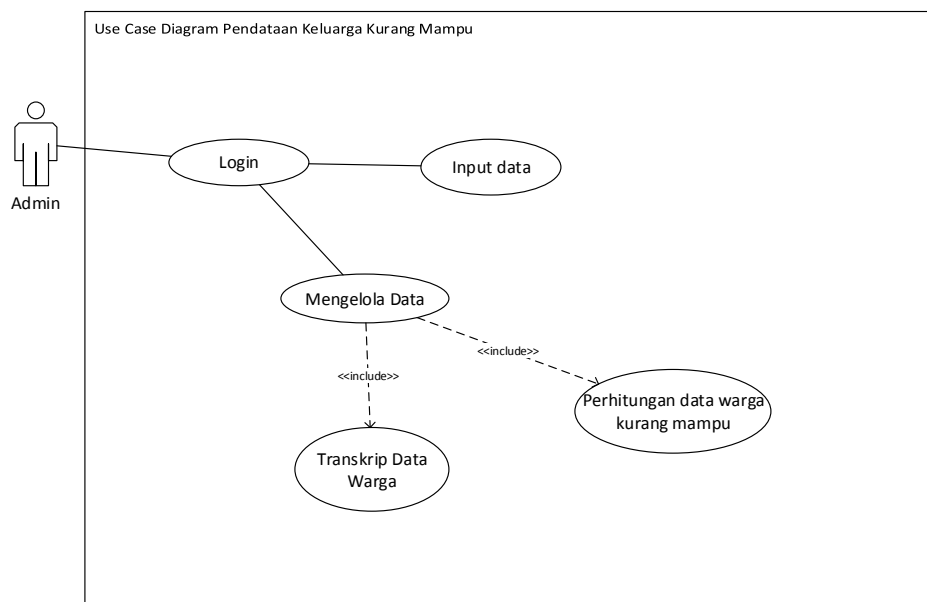 Use Case Diagram Pendataan Keluarga Kurang Mampu
Admin
Login
Input data
Mengelola Data
<<include>>
<<include>>
Perhitungan data warga
kurang mampu
Transkrip Data
Warga